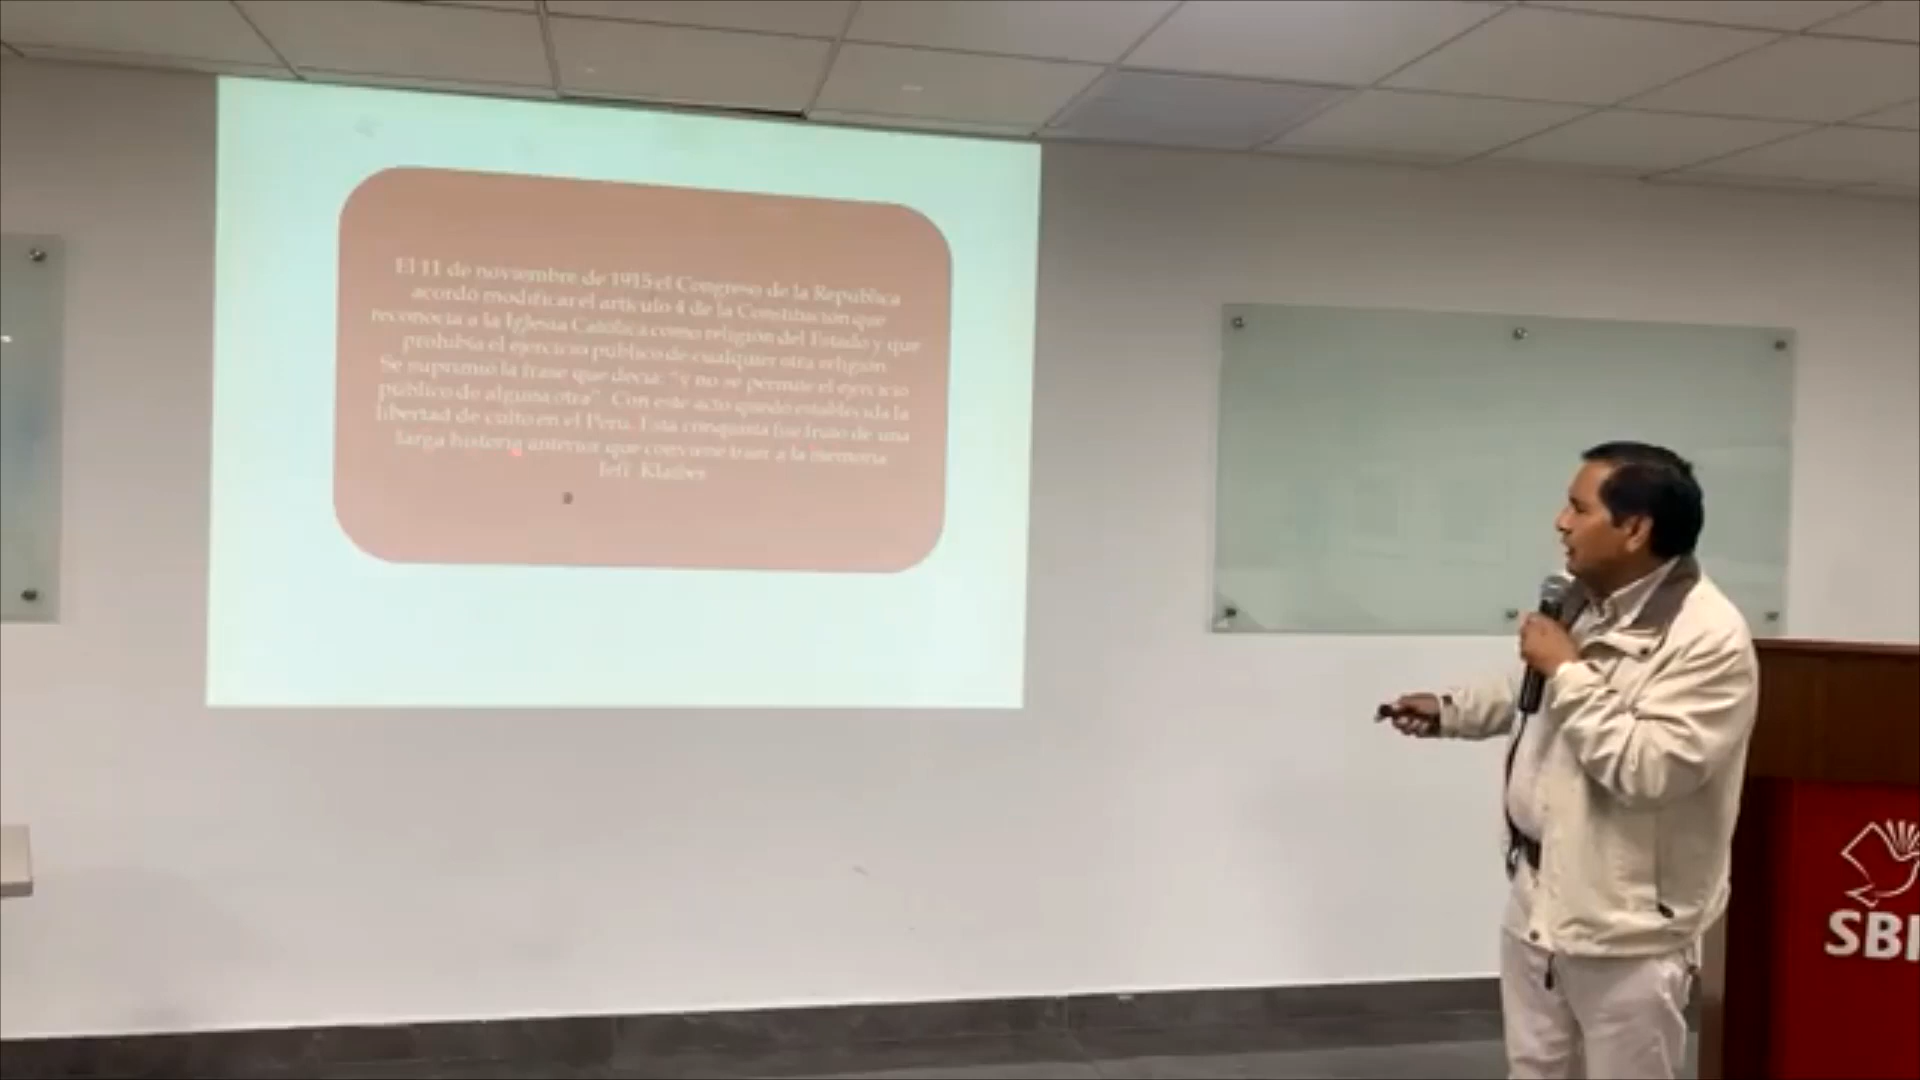 El 11 de noviembre de 1915 el Congreso de la Republica
acordó modificar el artículo 4 de la Constitución que
reconocía a la Iglesia Católica como religión del Estado y que
prohibía el ejercicio público de cualquier otra religión.
Se suprimió la frase que decía: "y no se permite el ejercicio
público de alguna otra". Con este acto quedó establecida la
libertad de culto en el Perú. Esta conquista fue fruto de una
larga historia anterior que conviene traer a la memoria
Jeff Klaiber
SB